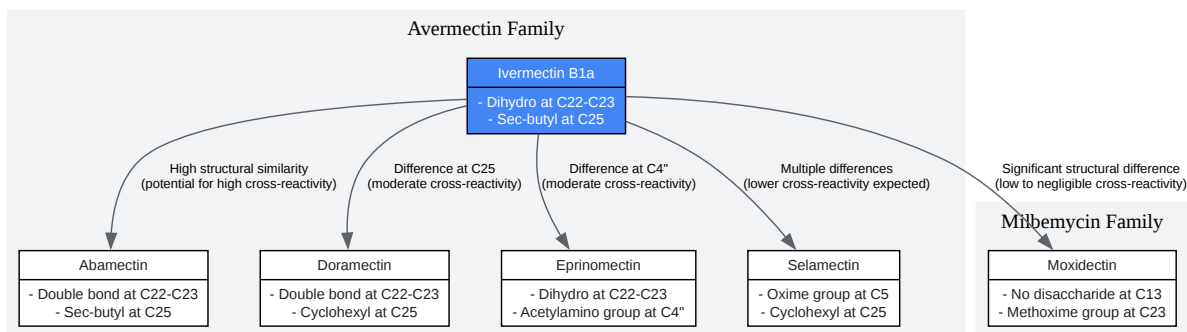 Avermectin Family
Ivermectin B1a
- Dihydro at C22-C23
- Sec-butyl at C25
High structural similarity
(potential for high cross-reactivity)
Difference at C25
(moderate cross-reactivity)
Difference at C4"
(moderate cross-reactivity)
Multiple differences
(lower cross-reactivity expected)
Significant structural difference
(low to negligible cross-reactivity)
Milbemycin Family
Abamectin
- Double bond at C22-C23
- Sec-butyl at C25
Doramectin
- Double bond at C22-C23
- Cyclohexyl at C25
Eprinomectin
- Dihydro at C22-C23
- Acetylamino group at C4"
Selamectin
- Oxime group at C5
- Cyclohexyl at C25
Moxidectin
- No disaccharide at C13
- Methoxime group at C23